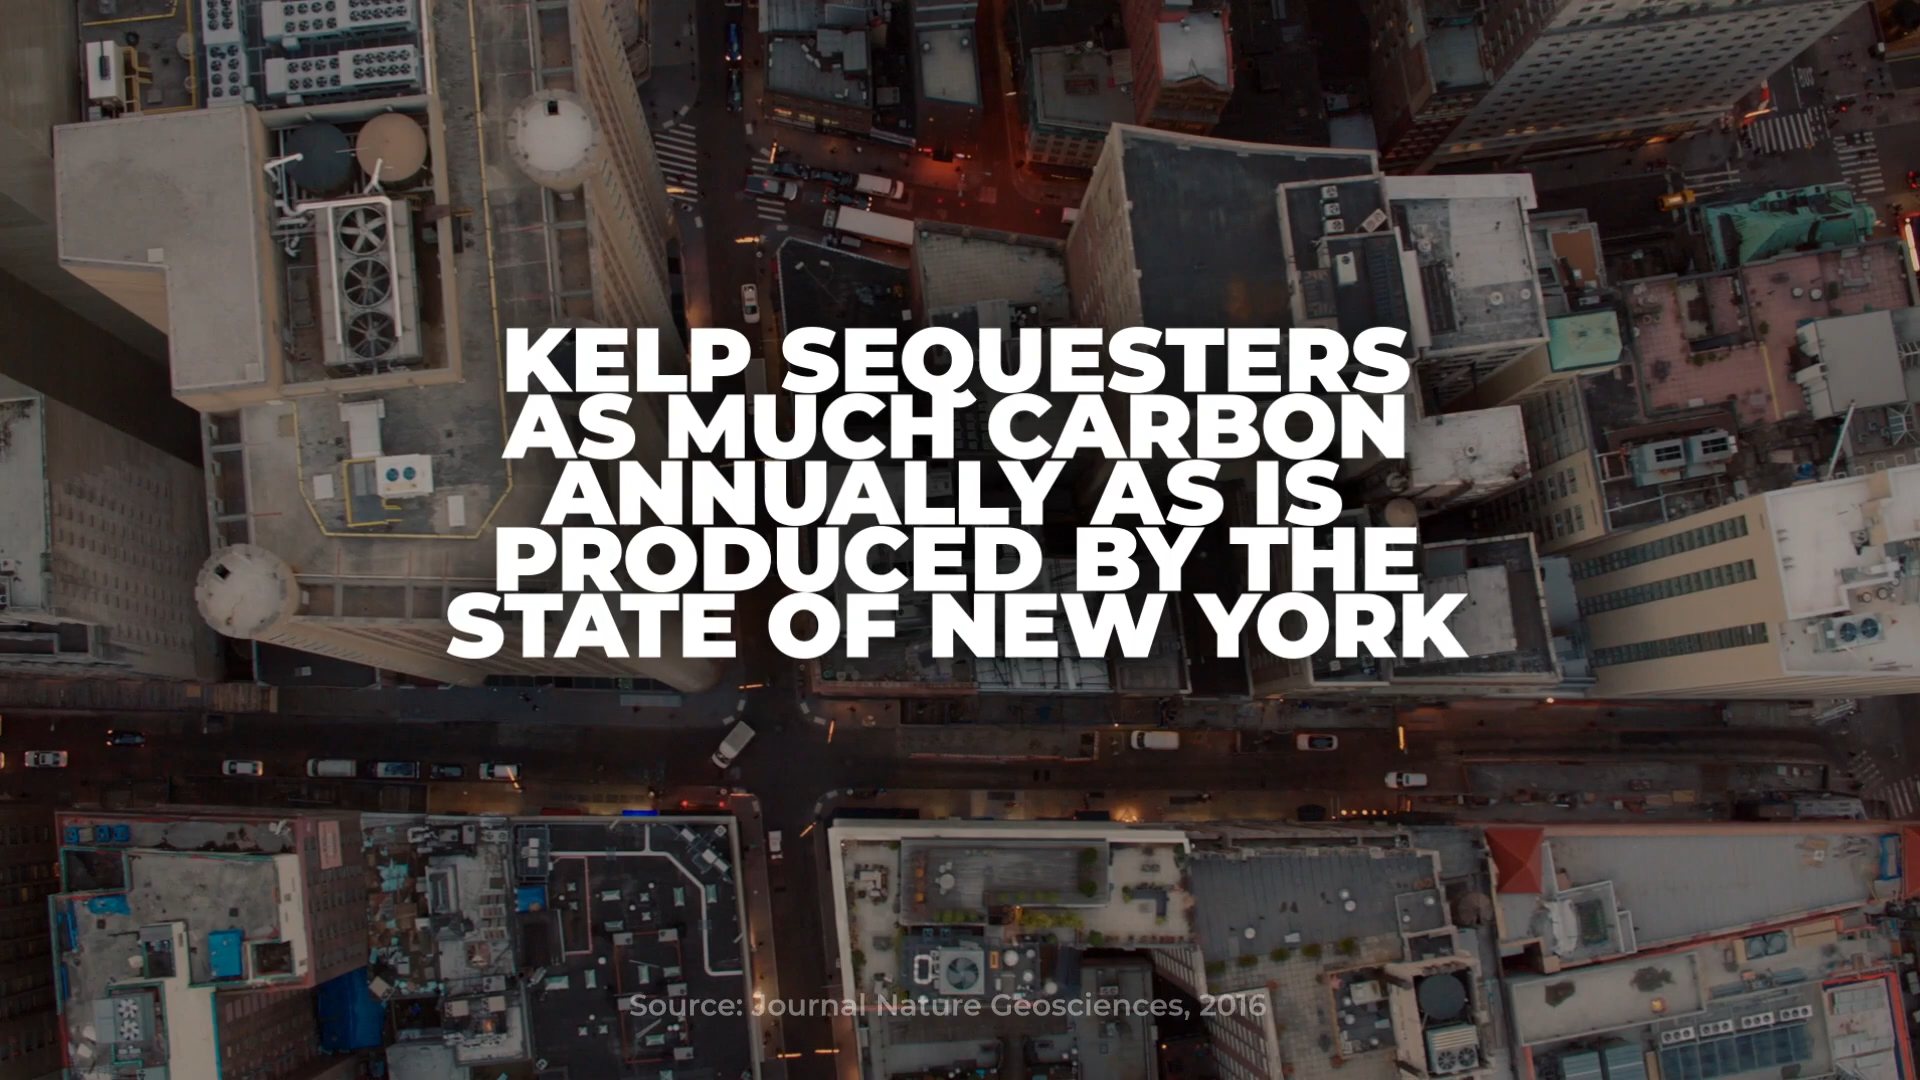 KELP SEQUESTERS
AS MUCH CARBON
ANNUALLY AS IS
PRODUCED BY THE
STATE OF NEW YORK
Source: Journal Nature Geosciences, 2016